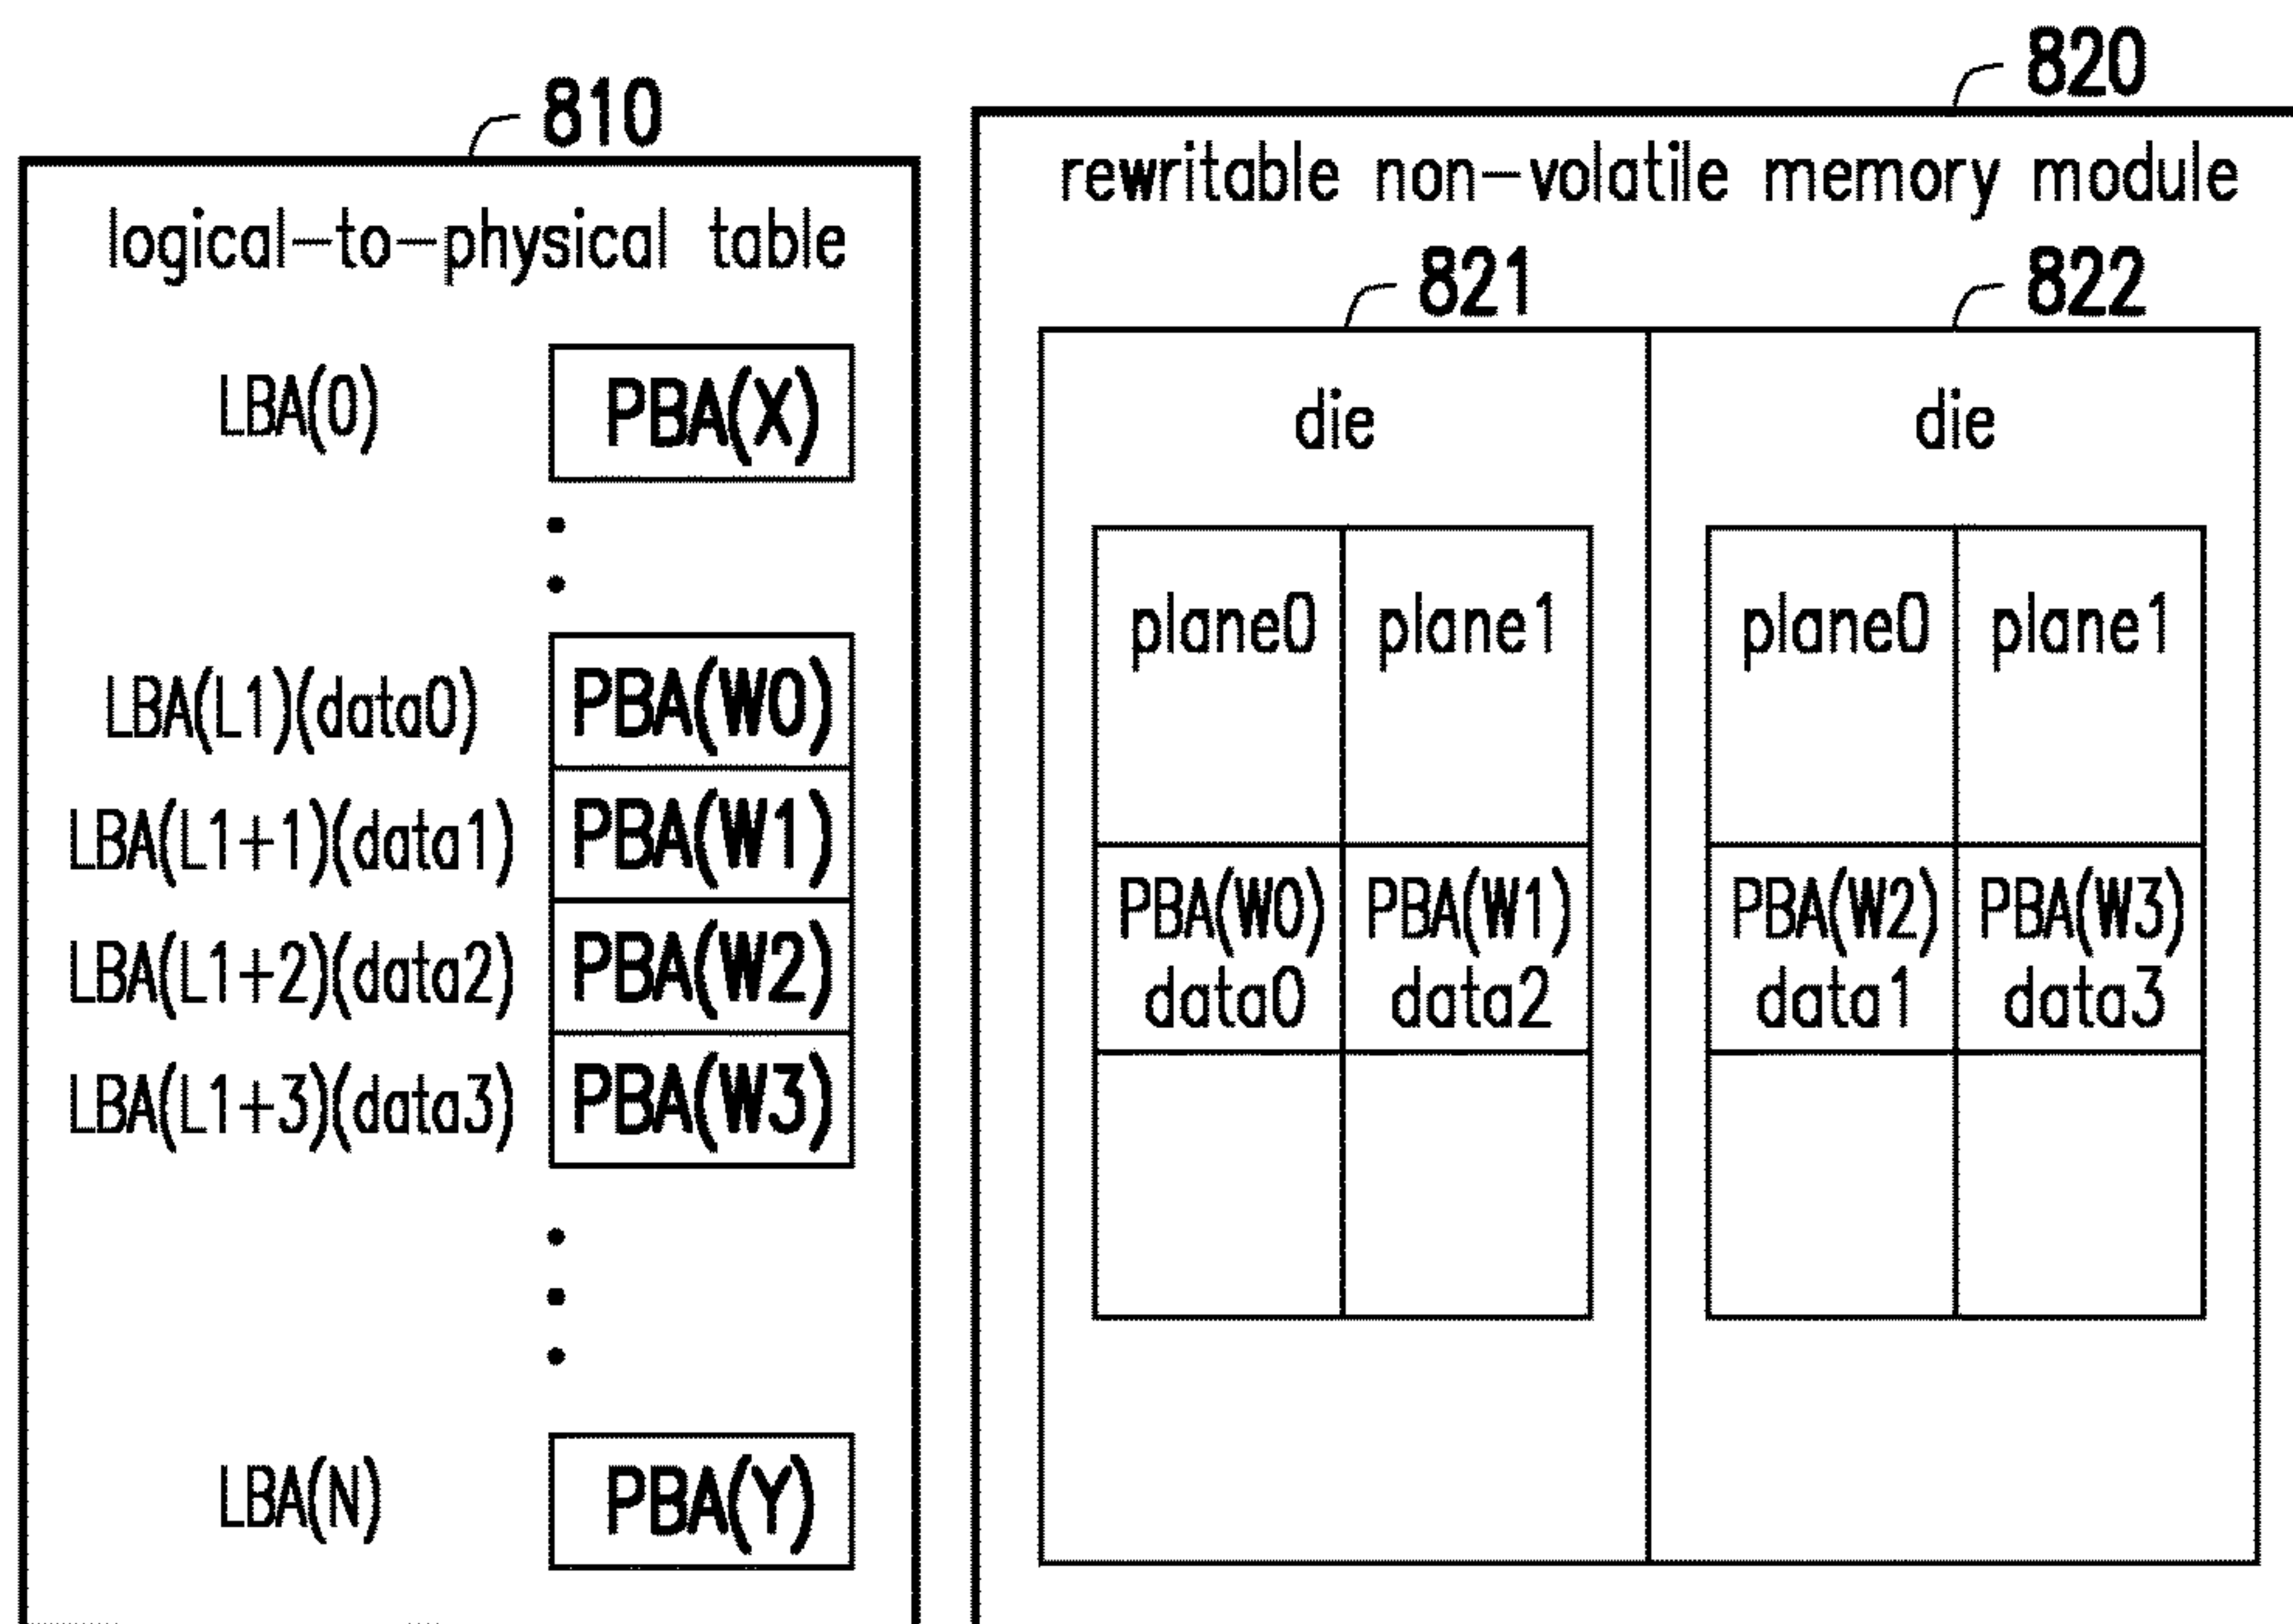 810
logical-to-physical table
LBA(0) PBA(X)
LBA(L1)(data0) PBA(W0)
LBA(L1+1)(data1) PBA(W1)
LBA(L1+2)(data2) PBA(W2)
LBA(L1+3)(data3) PBA(W3)
LBA(N) PBA(Y)
820
rewritable non-volatile memory module
821 822
die die
plane0 plane1 plane0 plane1
PBA(W0) PBA(W1) PBA(W2) PBA(W3)
data0 data2 data1 data3